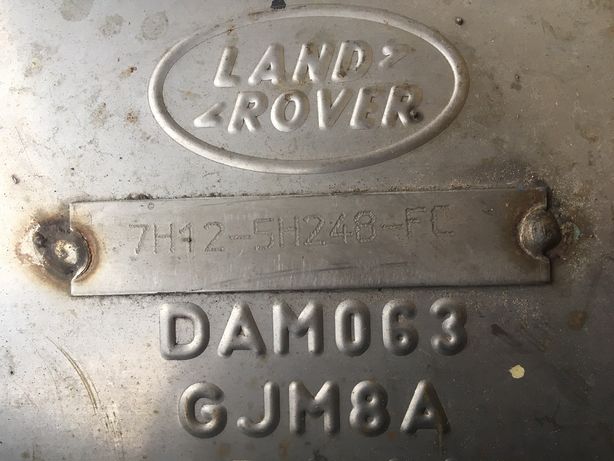 LAND
ROVER
7H12-5H248-FC
DAM063
GJM8A